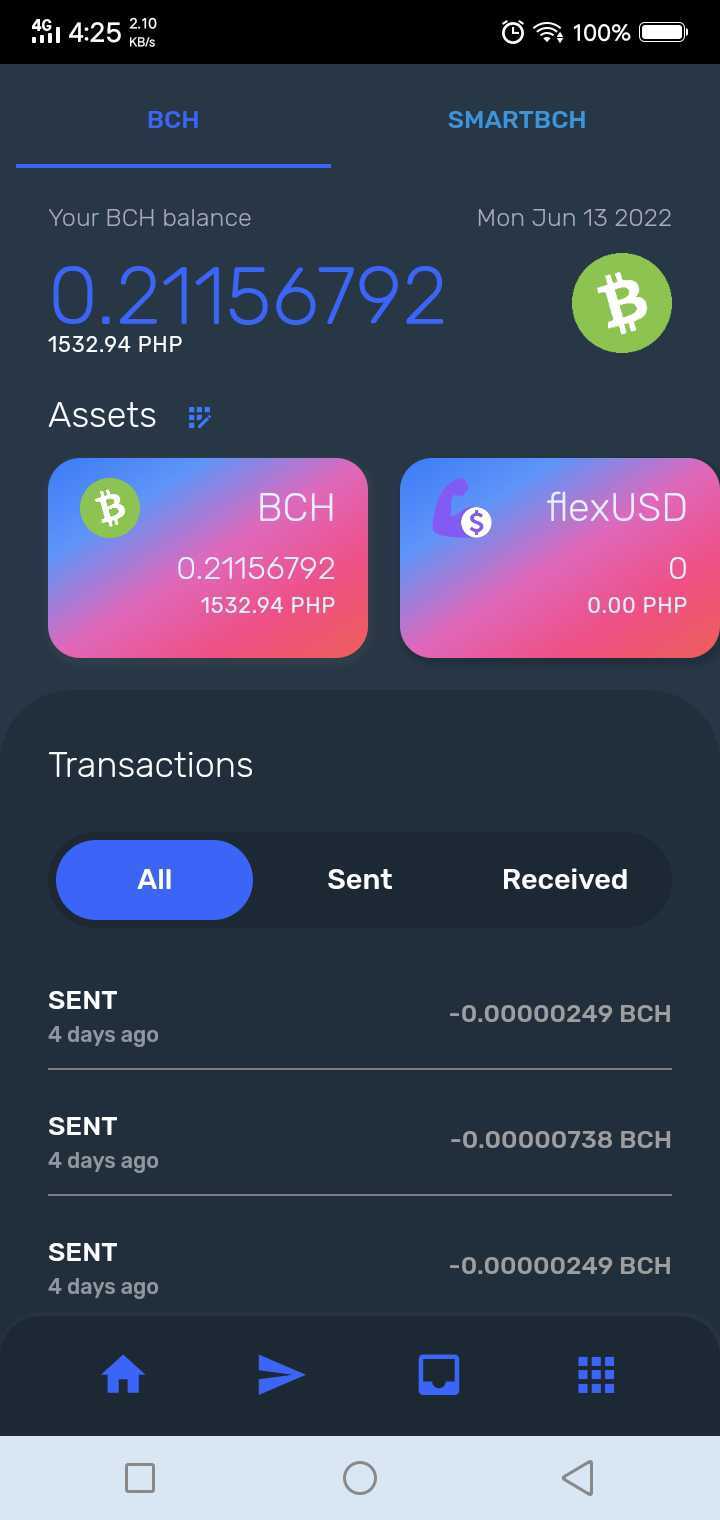 4G 4:25 2.10 KB/s 100%
BCH SMARTBCH
Your BCH balance Mon Jun 13 2022
0.21156792
1532.94 PHP
Assets
BCH
0.21156792
1532.94 PHP
flexUSD
0
0.00 PHP
Transactions
All Sent Received
SENT
4 days ago
-0.00000249 BCH
SENT
4 days ago
-0.00000738 BCH
SENT
4 days ago
-0.00000249 BCH